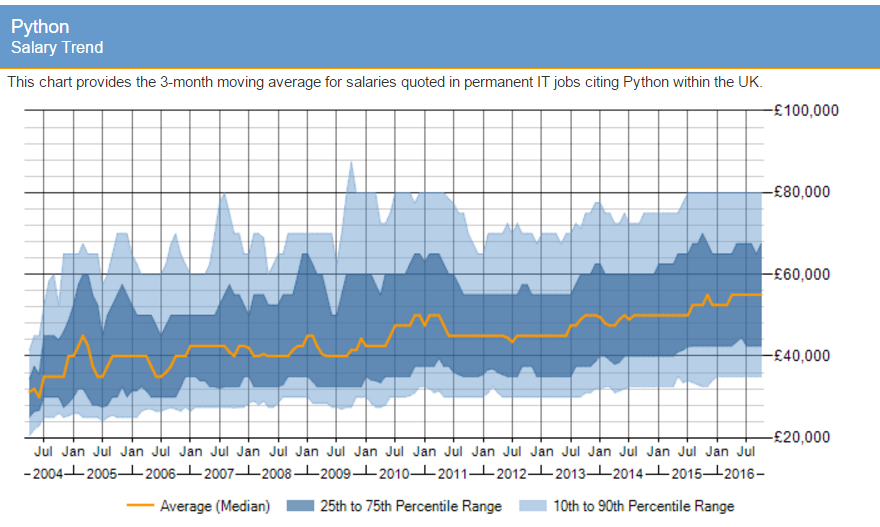 Python
Salary Trend
This chart provides the 3-month moving average for salaries quoted in permanent IT jobs citing Python within the UK.
£100,000
£80,000
£60,000
£40,000
£20,000
Jul Jan Jul Jan Jul Jan Jul Jan Jul Jan Jul Jan Jul Jan Jul Jan Jul Jan Jul Jan Jul Jan Jul Jan Jul
2004 2005 2006 2007 2008 2009 2010 2011 2012 2013 2014 2015 2016
Average (Median) 25th to 75th Percentile Range 10th to 90th Percentile Range